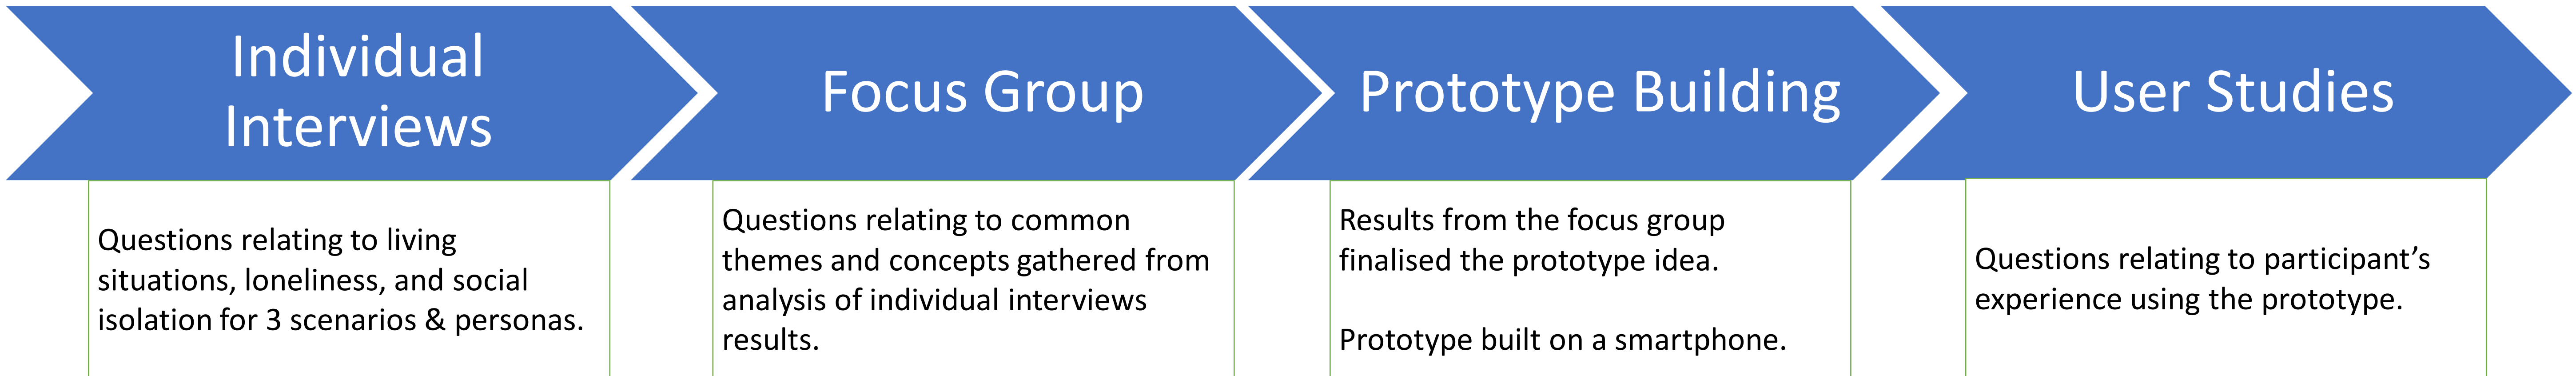 Individual
Interviews
Questions relating to living
situations, loneliness, and social
isolation for 3 scenarios & personas.
Focus Group
Questions relating to common
themes and concepts gathered from
analysis of individual interviews
results.
Prototype Building
Results from the focus group
finalised the prototype idea.
Prototype built on a smartphone.
User Studies
Questions relating to participant’s
experience using the prototype.